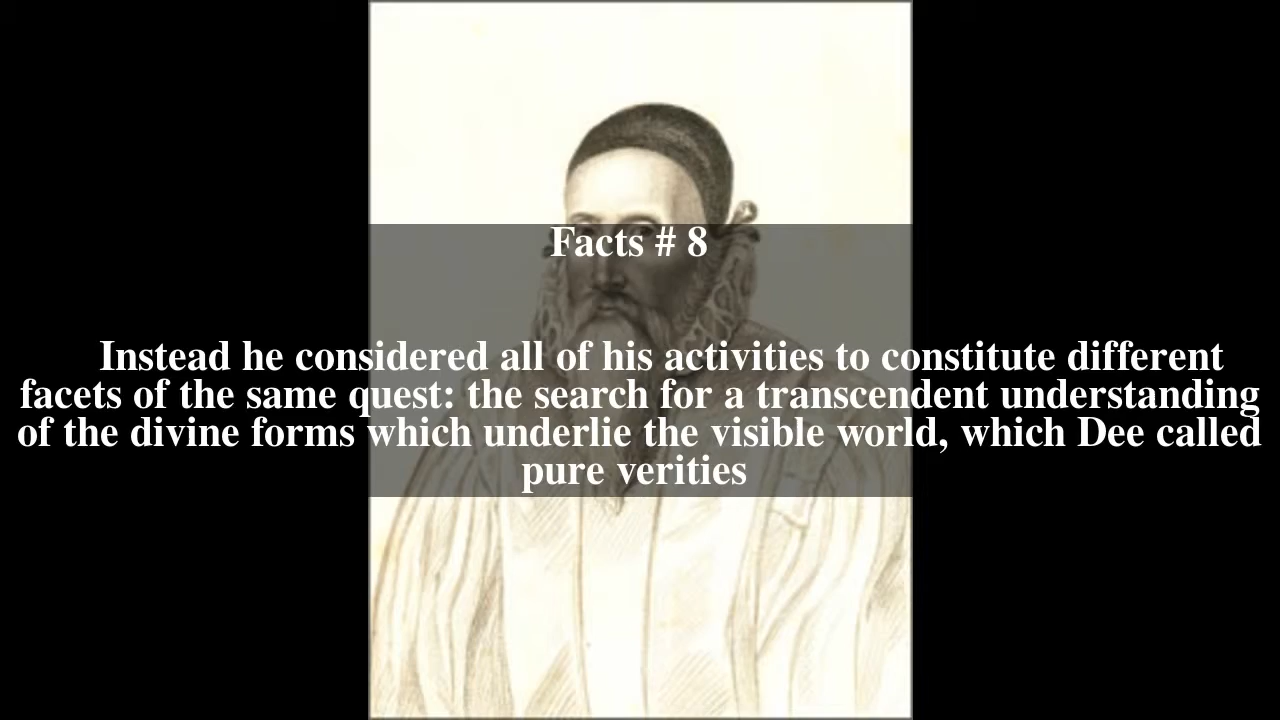 Facts # 8
Instead he considered all of his activities to constitute different
facets of the same quest: the search for a transcendent understanding
of the divine forms which underlie the visible world, which Dee called
pure verities